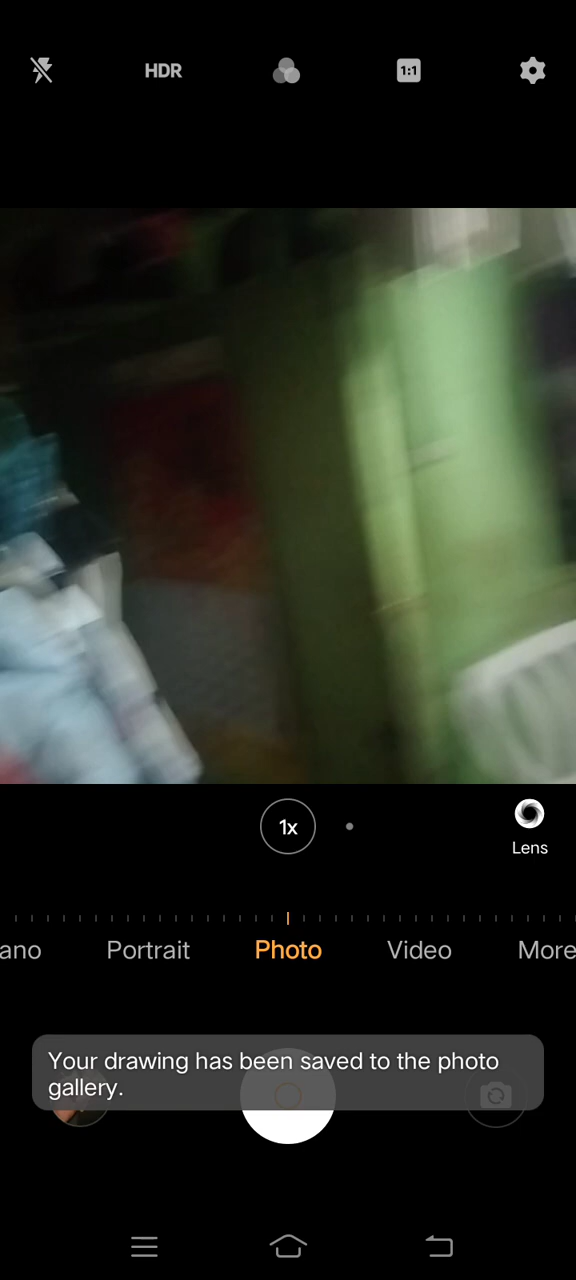 HDR
1:1
1x
Lens
ano
Portrait
Photo
Video
More
Your drawing has been saved to the photo
gallery.